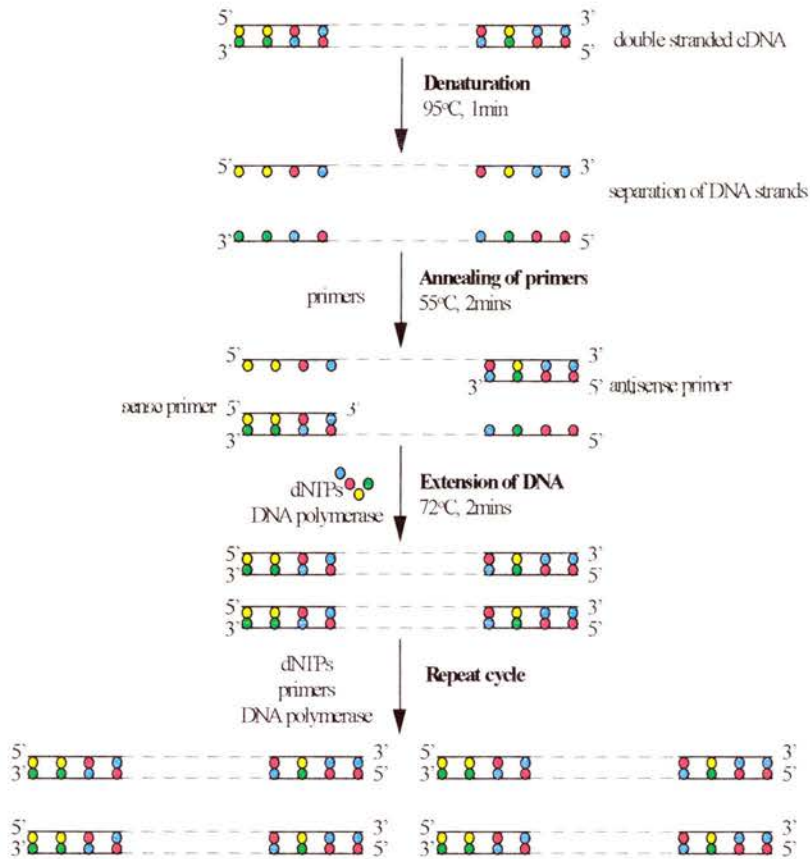 5` 3`
3` 5` double stranded cDNA
Denaturation
95°C, 1min
5` 3`
separation of DNA strands
3` 5`
Annealing of primers
primers 55°C, 2mins
5` 3`
3` 5` antisense primer
sense primer 5` 3`
3` 5`
dNTPs Extension of DNA
DNA polymerase 72°C, 2mins
5` 3`
3` 5`
5` 3`
3` 5`
dNTPs Repeat cycle
primers
DNA polymerase
5` 3` 5` 3`
3` 5` 3` 5`
5` 3` 5` 3`
3` 5` 3` 5`